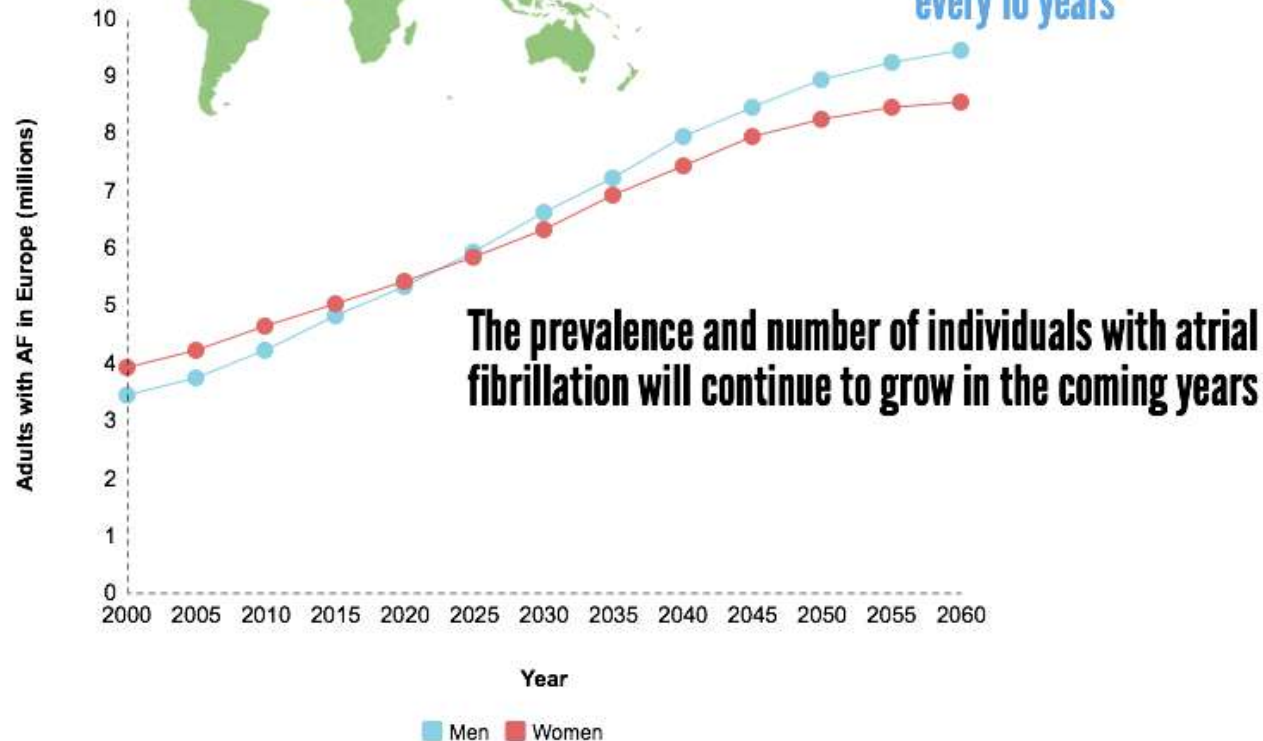 every 10 years
10
9
8
7
6
5
4
3
2
1
0
Adults with AF in Europe (millions)
The prevalence and number of individuals with atrial
fibrillation will continue to grow in the coming years
2000 2005 2010 2015 2020 2025 2030 2035 2040 2045 2050 2055 2060
Year
Men Women